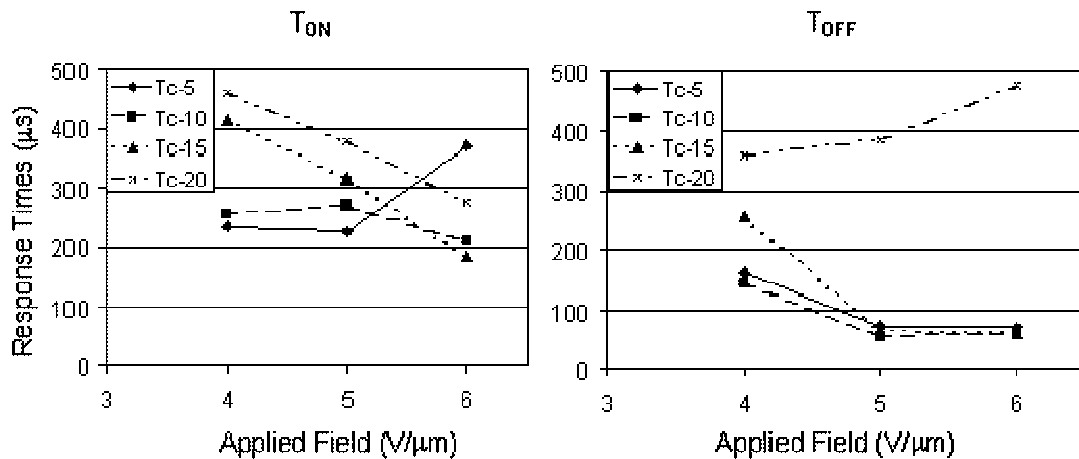 T_ON
500
400
300
200
100
0
Response Times (µs)
Tc-5
Tc-10
Tc-15
Tc-20
3 4 5 6
Applied Field (V/µm)
T_OFF
500
400
300
200
100
0
Tc-5
Tc-10
Tc-15
Tc-20
3 4 5 6
Applied Field (V/µm)